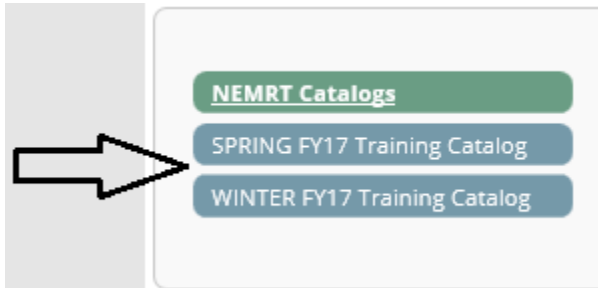 NEMRT Catalogs
SPRING FY17 Training Catalog
WINTER FY17 Training Catalog